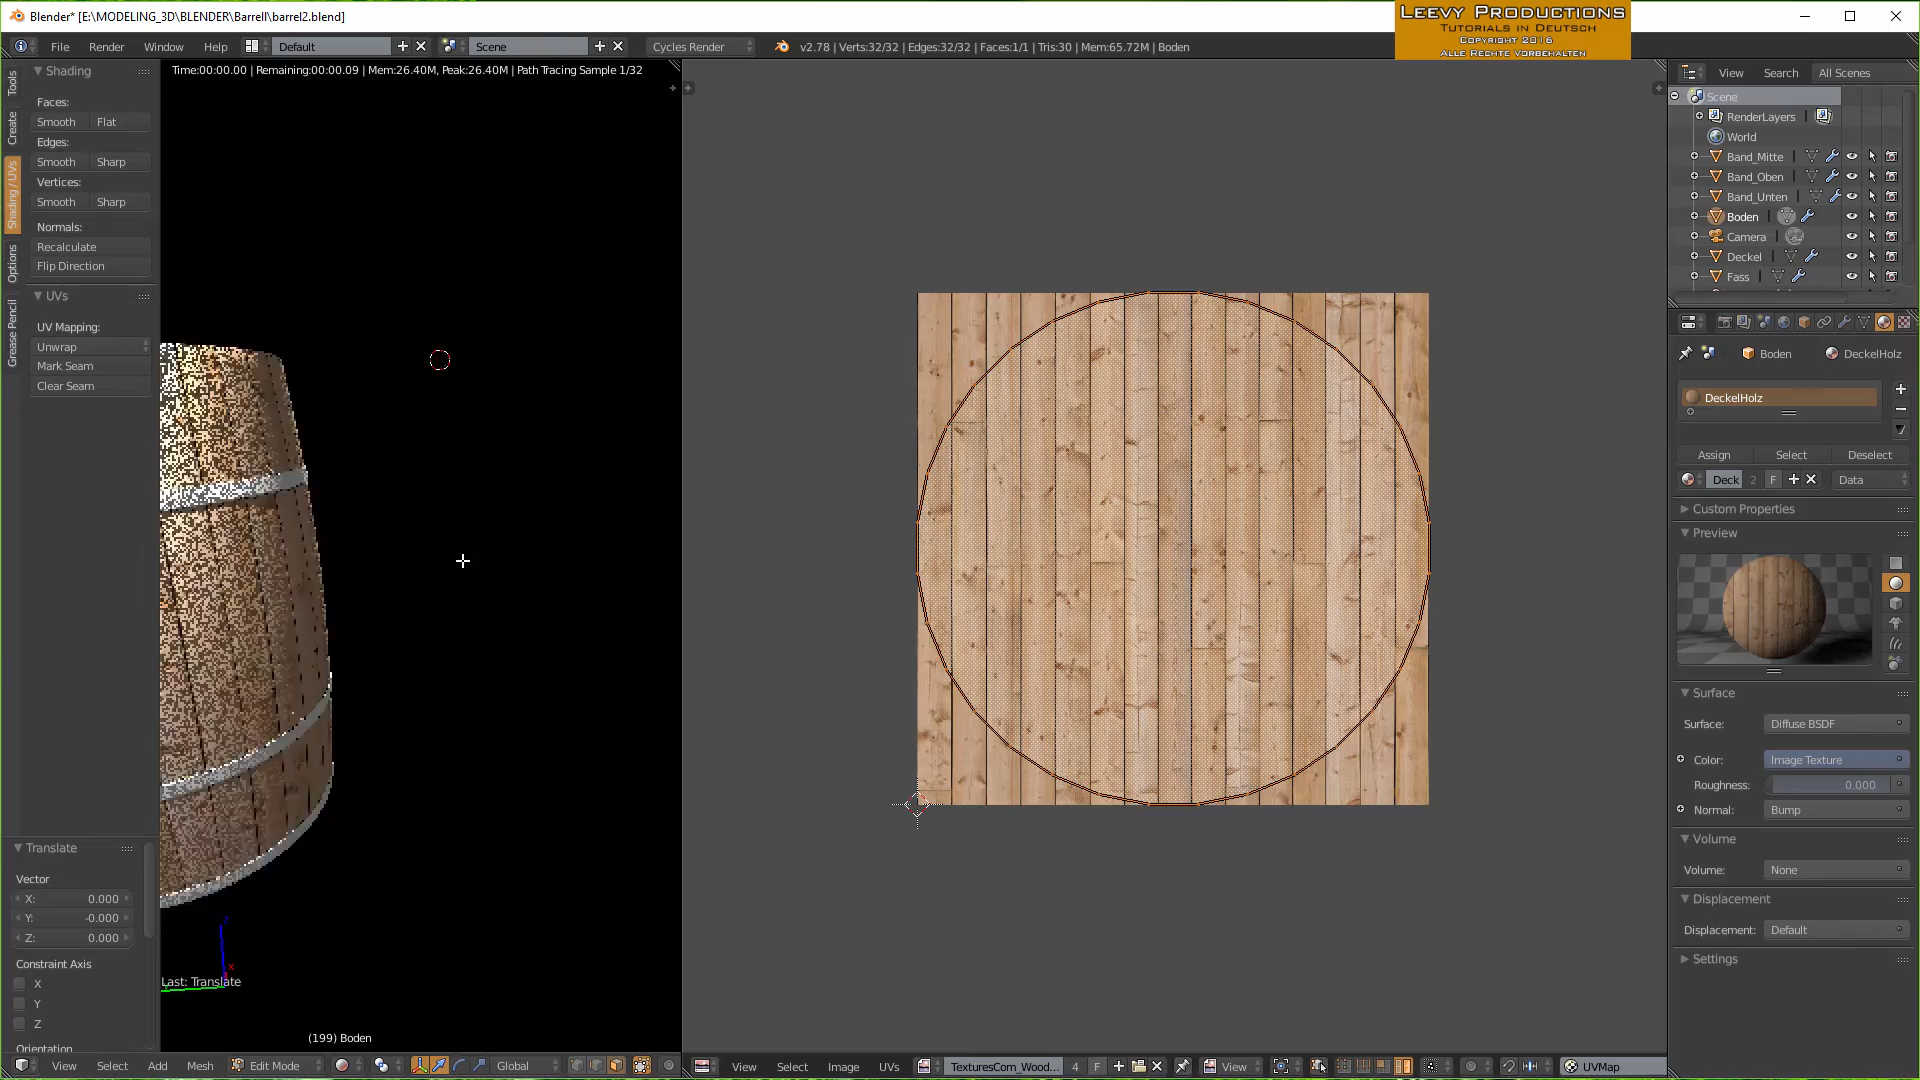 Blender* [E:\MODELING_3D\BLENDER\Barrell\barrel2.blend]
LEEVY PRODUCTIONS
TUTORIALS IN DEUTSCH
COPYRIGHT 2016
ALLE RECHTE VORBEHALTEN
File Render Window Help Default Scene Cycles Render v2.78 | Verts:32/32 | Edges:32/32 | Faces:1/1 | Tris:30 | Mem:65.72M | Boden
Time:00:00.00 | Remaining:00:00.09 | Mem:26.40M, Peak:26.40M | Path Tracing Sample 1/32
Tools
Create
Shading / UVs
Options
Grease Pencil
Shading
Faces:
Smooth Flat
Edges:
Smooth Sharp
Vertices:
Smooth Sharp
Normals:
Recalculate
Flip Direction
UVs
UV Mapping:
Unwrap
Mark Seam
Clear Seam
Translate
Vector
X: 0.000
Y: -0.000
Z: 0.000
Constraint Axis
X
Y
Z
Orientation
z
x
Last: Translate
(199) Boden
View Select Add Mesh Edit Mode Global
View Select Image UVs TexturesCom_Wood... 4 F View UVMap
View Search All Scenes
Scene
RenderLayers
World
Band_Mitte
Band_Oben
Band_Unten
Boden
Camera
Deckel
Fass
Boden DeckelHolz
DeckelHolz
Assign Select Deselect
Deck 2 F Data
Custom Properties
Preview
Surface
Surface: Diffuse BSDF
Color: Image Texture
Roughness: 0.000
Normal: Bump
Volume
Volume: None
Displacement
Displacement: Default
Settings